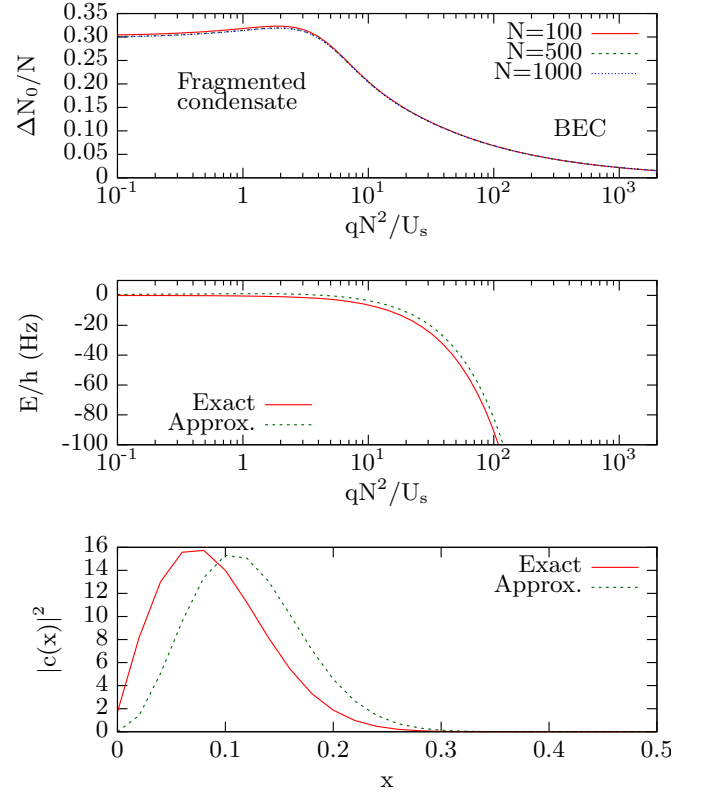 0.35
0.30
0.25
0.20
0.15
0.10
0.05
0
ΔN₀/N
N=100
N=500
N=1000
Fragmented
condensate
BEC
10⁻¹ 1 10¹ 10² 10³
qN²/Uₛ
0
-20
-40
-60
-80
-100
E/h (Hz)
Exact
Approx.
10⁻¹ 1 10¹ 10² 10³
qN²/Uₛ
16
14
12
10
8
6
4
2
0
|c(x)|²
Exact
Approx.
0 0.1 0.2 0.3 0.4 0.5
x